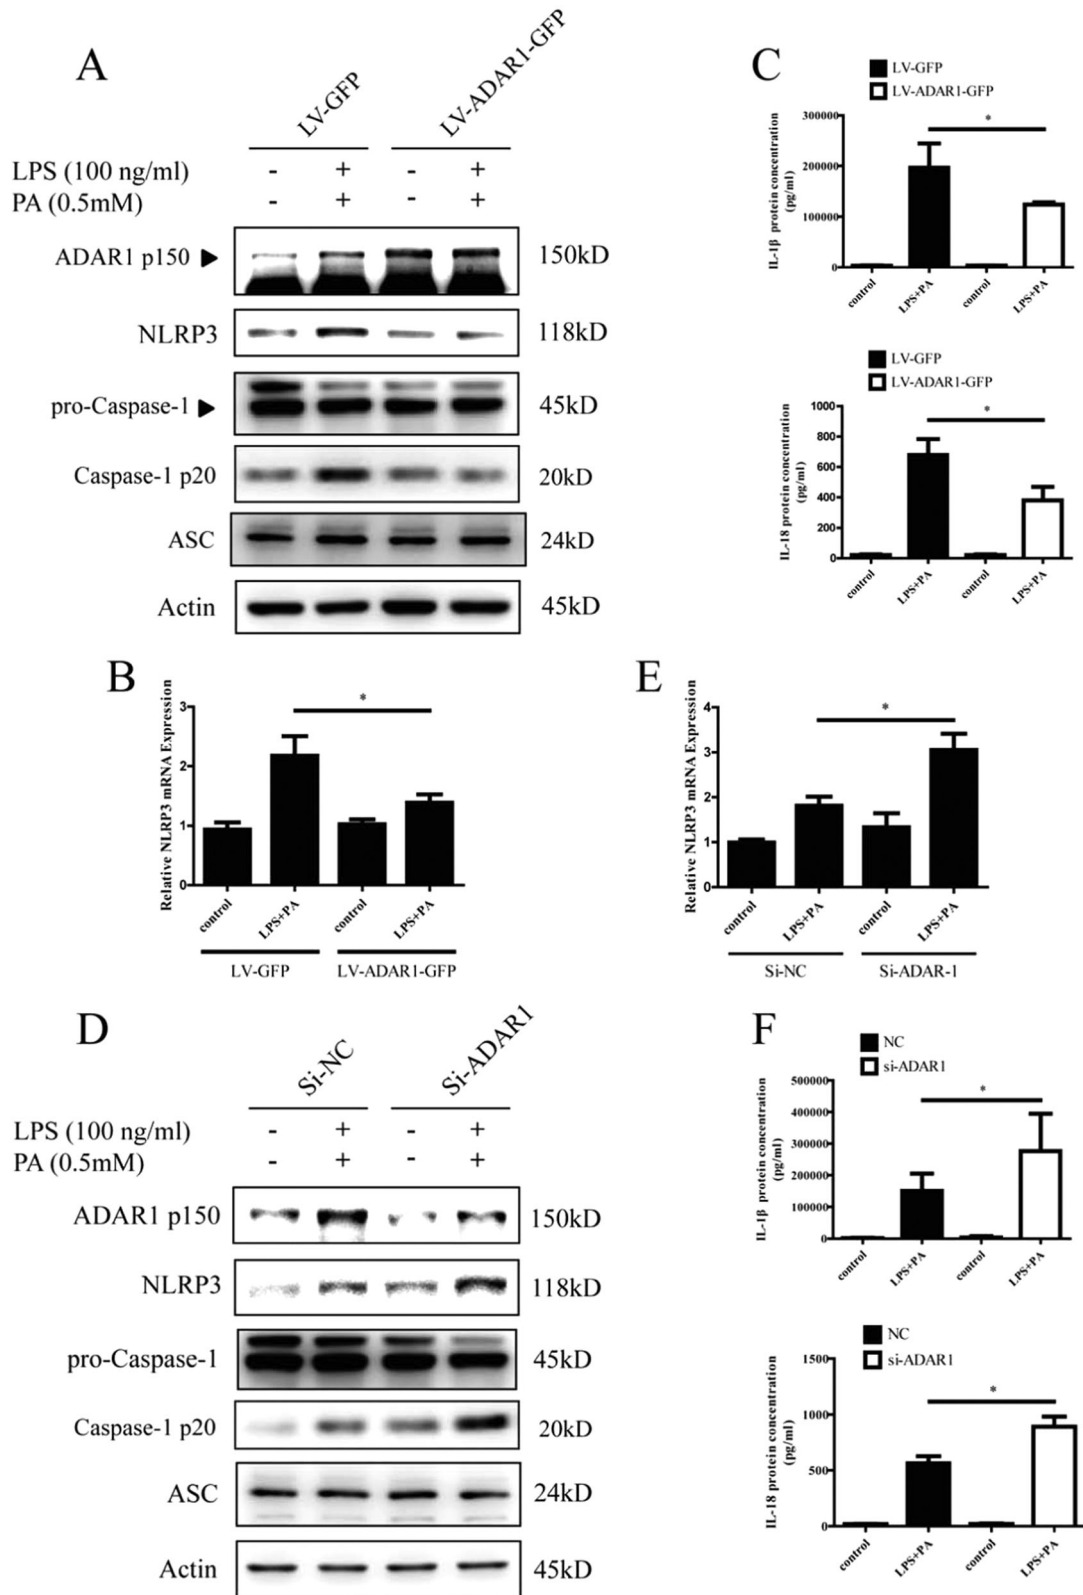 A
LV-GFP
LV-ADAR1-GFP
LPS (100 ng/ml) - + - +
PA (0.5mM) - + - +
ADAR1 p150 150kD
NLRP3 118kD
pro-Caspase-1 45kD
Caspase-1 p20 20kD
ASC 24kD
Actin 45kD
C
LV-GFP
LV-ADAR1-GFP
IL-1β protein concentration
(pg/ml)
300000
200000
100000
0
*
control LPS+PA control LPS+PA
LV-GFP
LV-ADAR1-GFP
IL-18 protein concentration
(pg/ml)
1000
800
600
400
200
0
*
control LPS+PA control LPS+PA
B
Relative NLRP3 mRNA Expression
3
2
1
0
*
control LPS+PA control LPS+PA
LV-GFP LV-ADAR1-GFP
E
Relative NLRP3 mRNA Expression
4
3
2
1
0
*
control LPS+PA control LPS+PA
Si-NC Si-ADAR-1
D
Si-NC
Si-ADAR1
LPS (100 ng/ml) - + - +
PA (0.5mM) - + - +
ADAR1 p150 150kD
NLRP3 118kD
pro-Caspase-1 45kD
Caspase-1 p20 20kD
ASC 24kD
Actin 45kD
F
NC
si-ADAR1
IL-1β protein concentration
(pg/ml)
500000
400000
300000
200000
100000
0
*
control LPS+PA control LPS+PA
NC
si-ADAR1
IL-18 protein concentration
(pg/ml)
1500
1000
500
0
*
control LPS+PA control LPS+PA